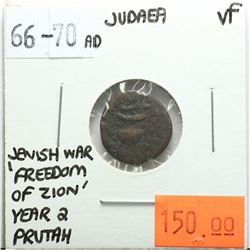 66-70 AD
JUDAEA
VF
JEWISH WAR
'FREEDOM
OF ZION'
YEAR 2
PRUTAH
150.00